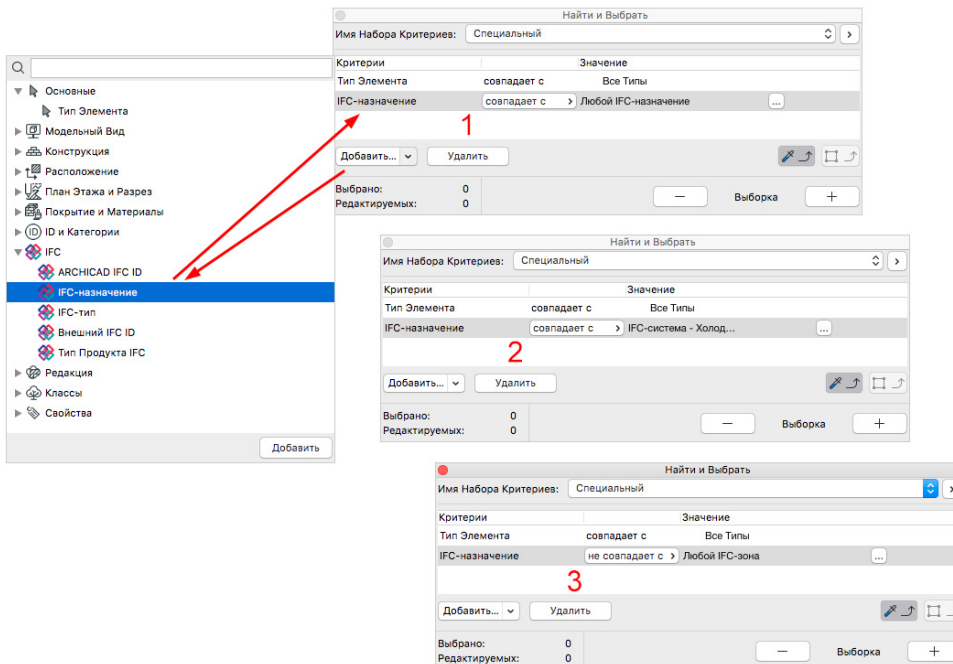 Основные
Тип Элемента
Модельный Вид
Конструкция
Расположение
План Этажа и Разрез
Покрытие и Материалы
ID ID и Категории
IFC
ARCHICAD IFC ID
IFC-назначение
IFC-тип
Внешний IFC ID
Тип Продукта IFC
Редакция
Классы
Свойства
Добавить
Найти и Выбрать
Имя Набора Критериев: Специальный
Критерии Значение
Тип Элемента совпадает с Все Типы
IFC-назначение совпадает с Любой IFC-назначение ...
1
Добавить... Удалить
Выбрано: 0
Редактируемых: 0
— Выборка +
Найти и Выбрать
Имя Набора Критериев: Специальный
Критерии Значение
Тип Элемента совпадает с Все Типы
IFC-назначение совпадает с IFC-система - Холод... ...
2
Добавить... Удалить
Выбрано: 0
Редактируемых: 0
— Выборка +
Найти и Выбрать
Имя Набора Критериев: Специальный
Критерии Значение
Тип Элемента совпадает с Все Типы
IFC-назначение не совпадает с Любой IFC-зона ...
3
Добавить... Удалить
Выбрано: 0
Редактируемых: 0
— Выборка +